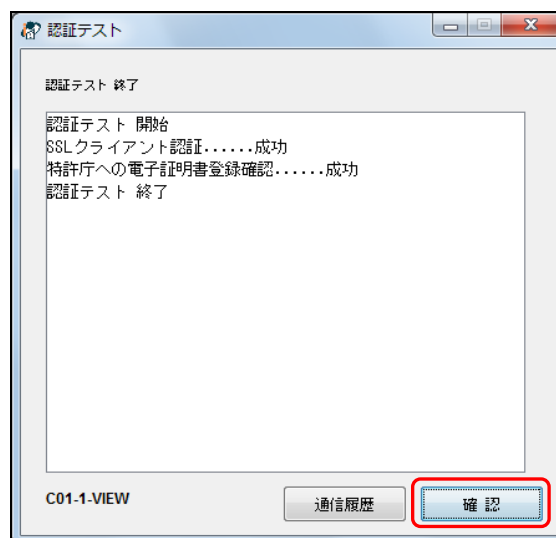 認証テスト
認証テスト 終了
認証テスト 開始
SSLクライアント認証......成功
特許庁への電子証明書登録確認......成功
認証テスト 終了
C01-1-VIEW
通信履歴
確 認